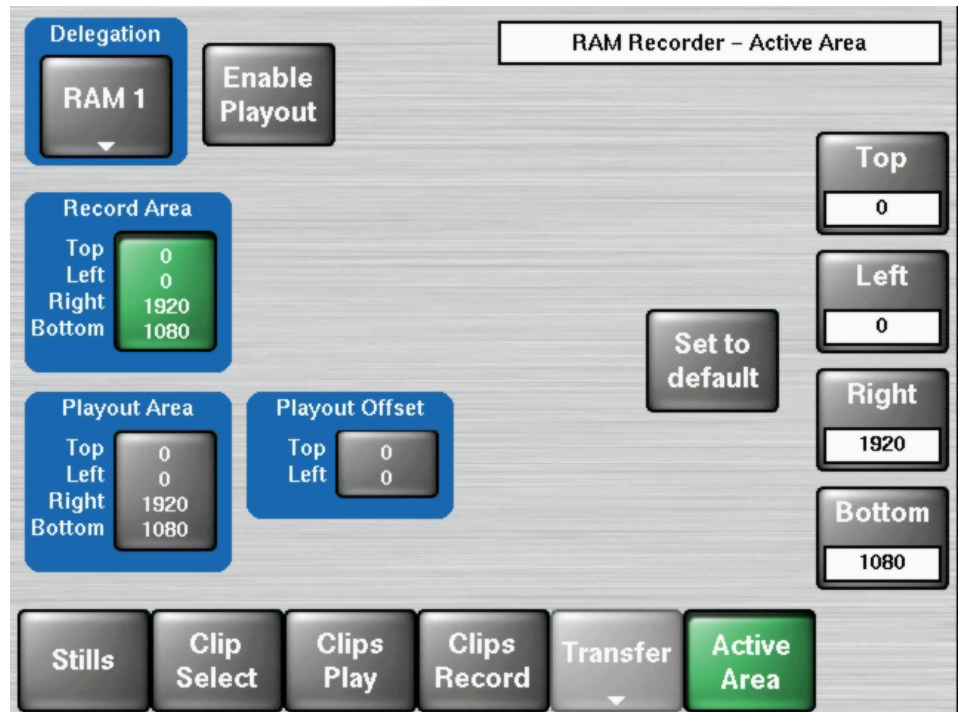 Delegation
RAM 1
Enable
Playout
RAM Recorder – Active Area
Record Area
Top 0
Left 0
Right 1920
Bottom 1080
Playout Area
Top 0
Left 0
Right 1920
Bottom 1080
Playout Offset
Top 0
Left 0
Set to
default
Top
0
Left
0
Right
1920
Bottom
1080
Stills
Clip
Select
Clips
Play
Clips
Record
Transfer
Active
Area